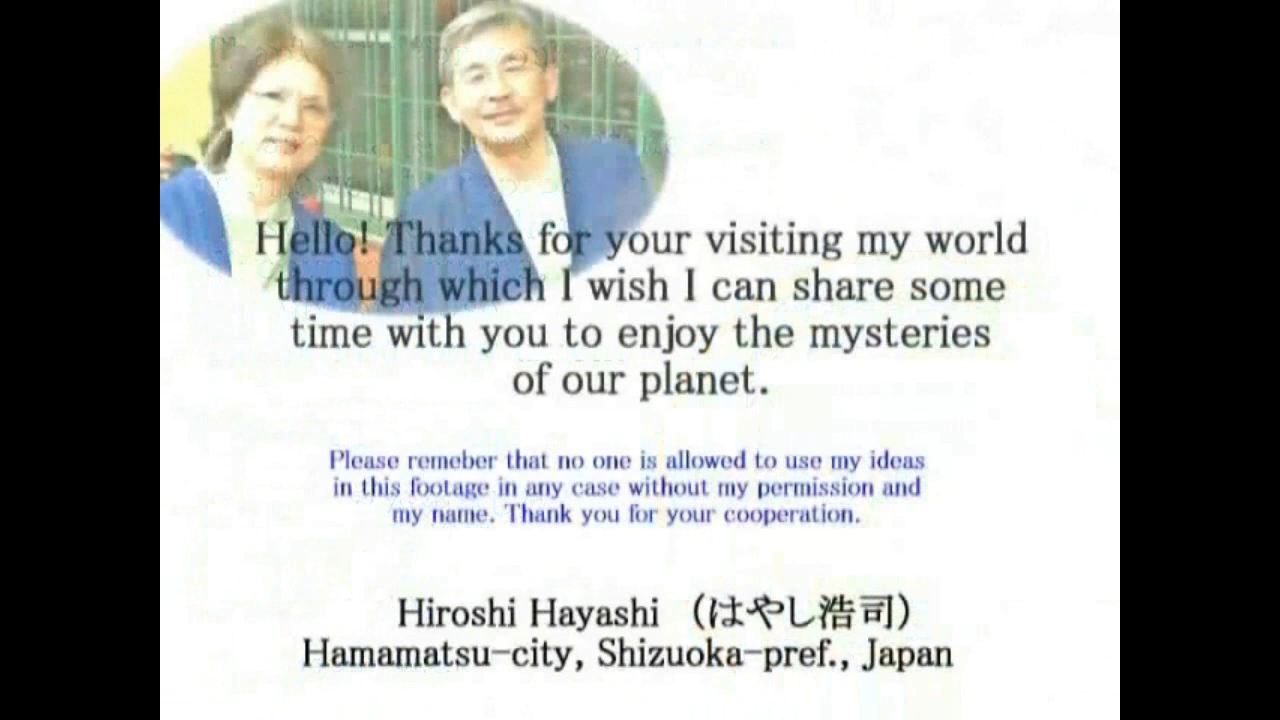 Hello! Thanks for your visiting my world
through which I wish I can share some
time with you to enjoy the mysteries
of our planet.
Please remeber that no one is allowed to use my ideas
in this footage in any case without my permission and
my name. Thank you for your cooperation.
Hiroshi Hayashi （はやし浩司）
Hamamatsu-city, Shizuoka-pref., Japan